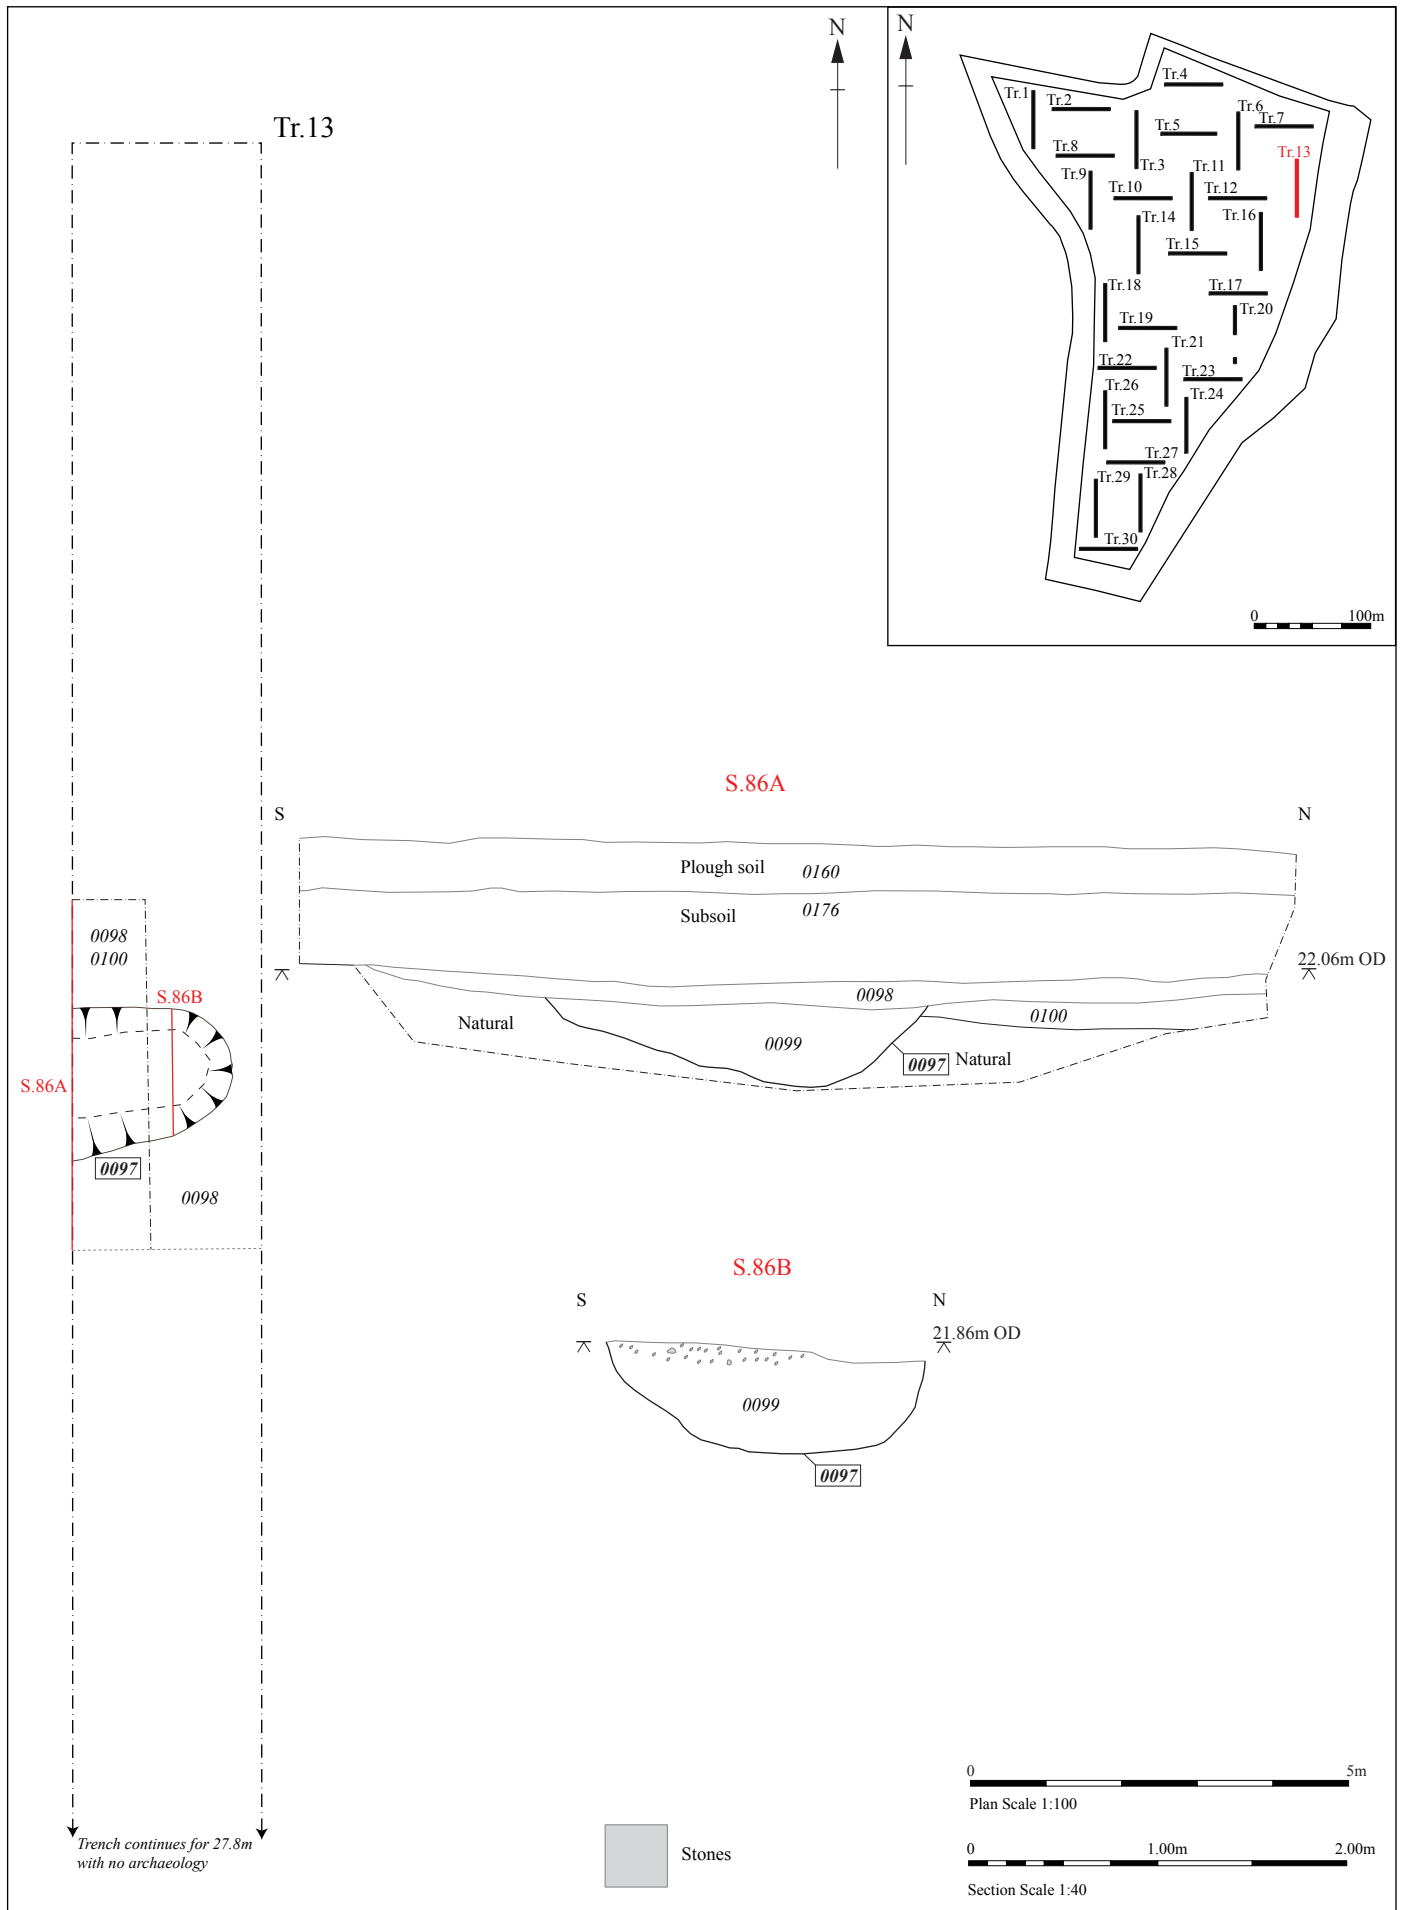 Tr.13
N
N
Tr.4
Tr.1
Tr.2
Tr.6
Tr.7
Tr.5
Tr.8
Tr.3
Tr.11
Tr.13
Tr.9
Tr.10
Tr.12
Tr.14
Tr.16
Tr.15
Tr.18
Tr.17
Tr.20
Tr.19
Tr.21
Tr.22
Tr.23
Tr.26
Tr.24
Tr.25
Tr.27
Tr.29
Tr.28
Tr.30
0 100m
S.86A
S N
Plough soil 0160
Subsoil 0176
22.06m OD
0098
0100
Natural
0099
0097
Natural
0098
0100
S.86B
S.86A
0097
0098
S.86B
S N
21.86m OD
0099
0097
0 5m
Plan Scale 1:100
0 1.00m 2.00m
Section Scale 1:40
Stones
Trench continues for 27.8m
with no archaeology